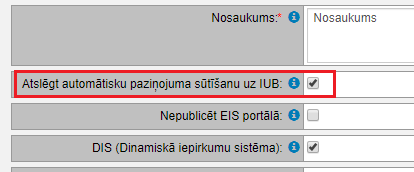 Nosaukums:* Nosaukums
Atslēgt automātisku paziņojuma sūtīšanu uz IUB:
Nepublicēt EIS portālā:
DIS (Dinamiskā iepirkumu sistēma):